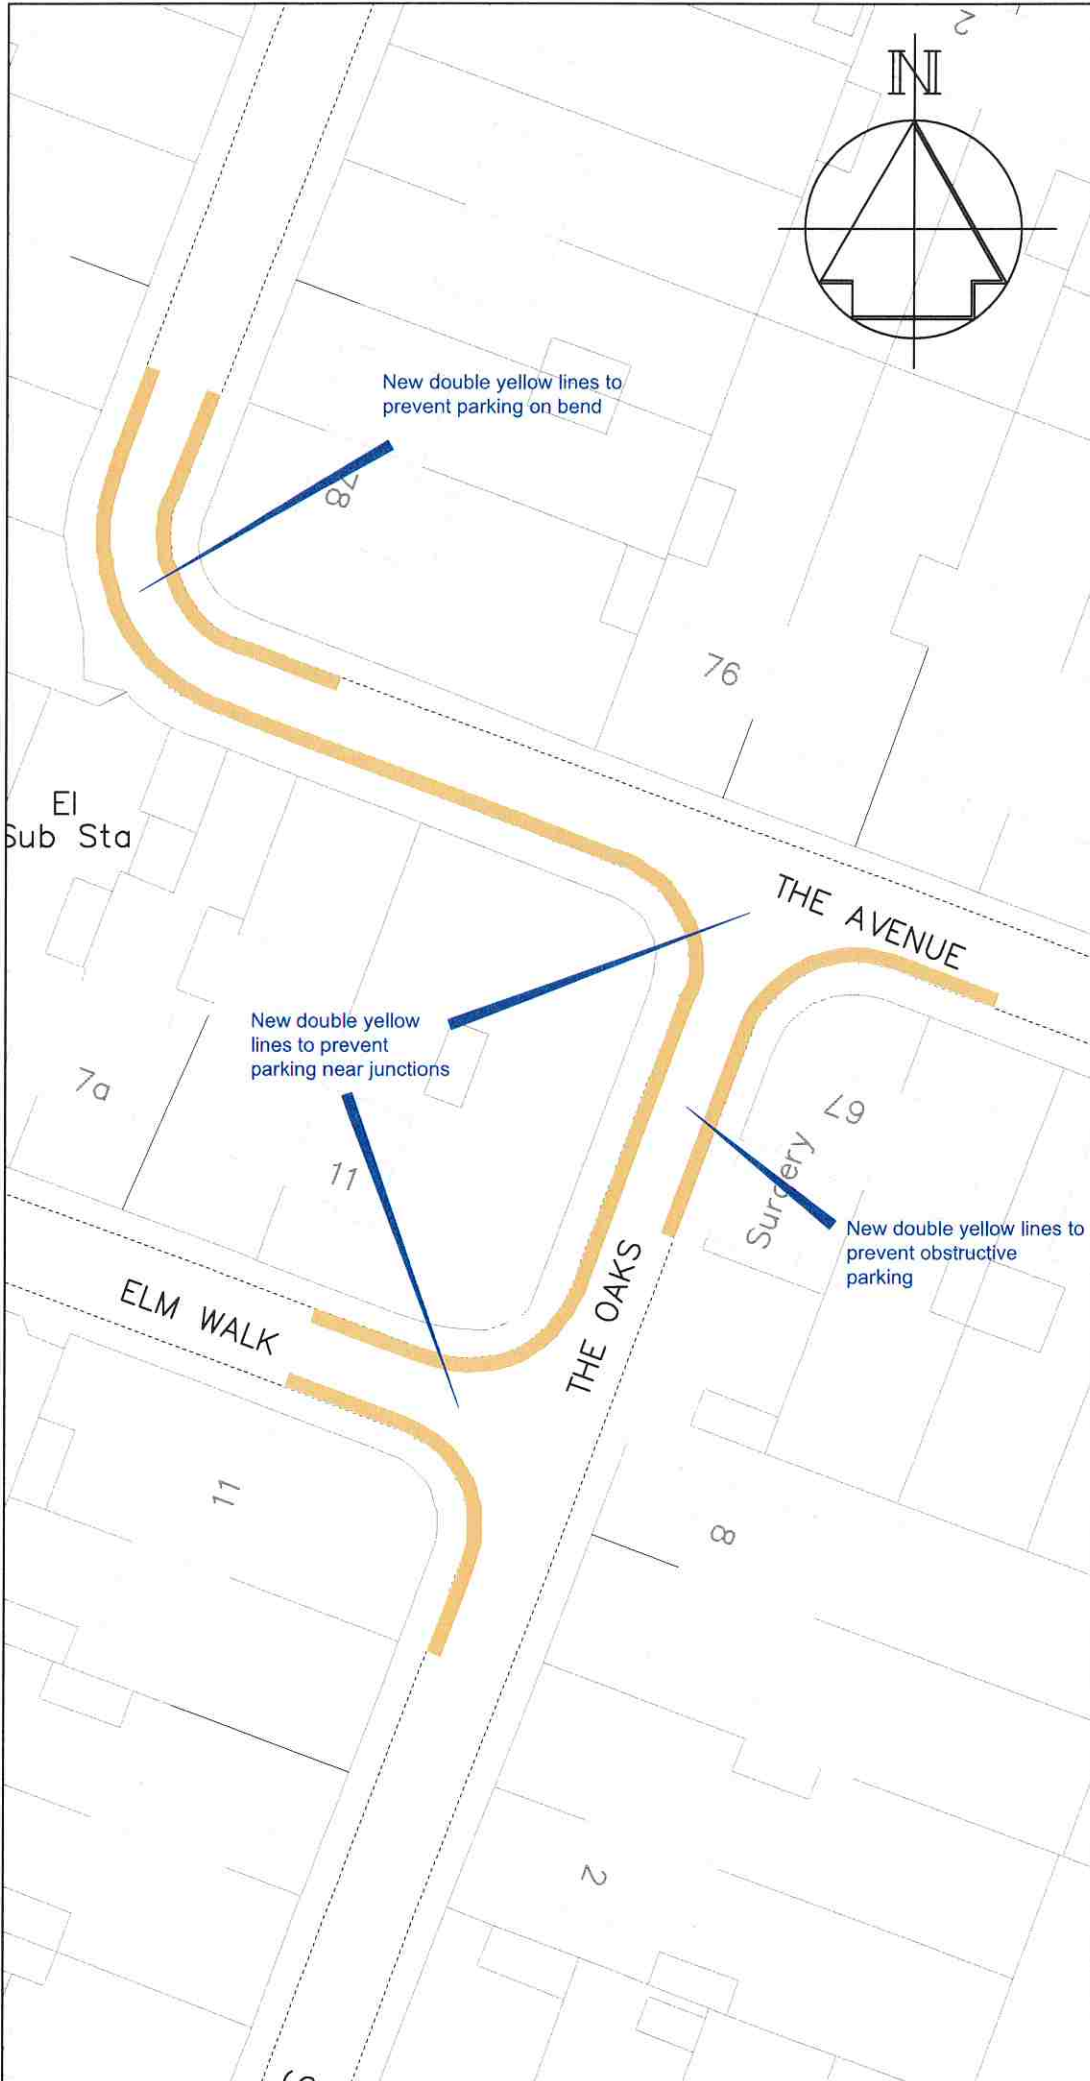 2
N
New double yellow lines to
prevent parking on bend
78
76
El
Sub Sta
THE AVENUE
New double yellow
lines to prevent
parking near junctions
7a
67
Surgery
11
New double yellow lines to
prevent obstructive
parking
ELM WALK
THE OAKS
11
8
2